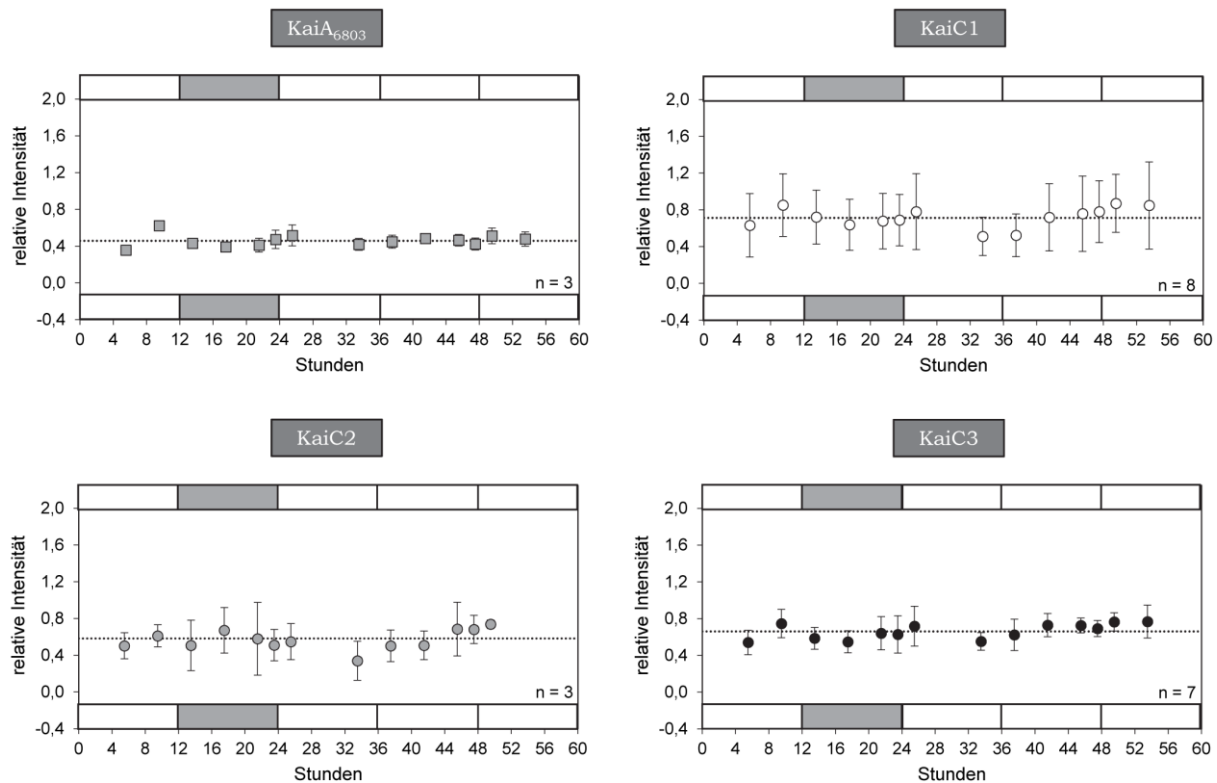 KaiA6803
relative Intensität
2,0
1,6
1,2
0,8
0,4
0,0
-0,4
n = 3
0 4 8 12 16 20 24 28 32 36 40 44 48 52 56 60
Stunden
KaiC1
relative Intensität
2,0
1,6
1,2
0,8
0,4
0,0
-0,4
n = 8
0 4 8 12 16 20 24 28 32 36 40 44 48 52 56 60
Stunden
KaiC2
relative Intensität
2,0
1,6
1,2
0,8
0,4
0,0
-0,4
n = 3
0 4 8 12 16 20 24 28 32 36 40 44 48 52 56 60
Stunden
KaiC3
relative Intensität
2,0
1,6
1,2
0,8
0,4
0,0
-0,4
n = 7
0 4 8 12 16 20 24 28 32 36 40 44 48 52 56 60
Stunden